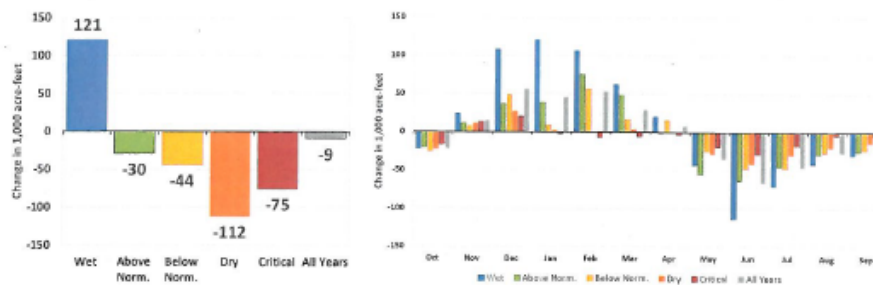 Change in 1,000 acre-feet
150
100
50
0
-50
-100
-150
121
-30
-44
-112
-75
-9
Wet
Above Norm.
Below Norm.
Dry
Critical
All Years
Change in 1,000 acre-feet
150
100
50
0
-50
-100
-150
Oct
Nov
Dec
Jan
Feb
Mar
Apr
May
Jun
Jul
Aug
Sep
Wet
Above Norm.
Below Norm.
Dry
Critical
All Years